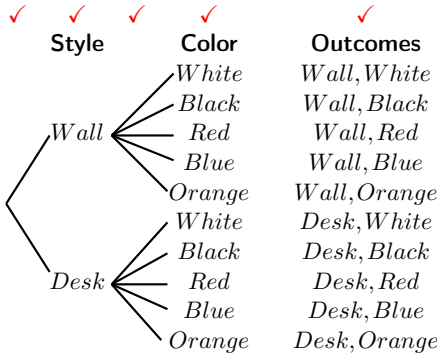 ✓ ✓ ✓ ✓ ✓
Style Color Outcomes
White Wall, White
Black Wall, Black
Wall Red Wall, Red
Blue Wall, Blue
Orange Wall, Orange
White Desk, White
Black Desk, Black
Desk Red Desk, Red
Blue Desk, Blue
Orange Desk, Orange